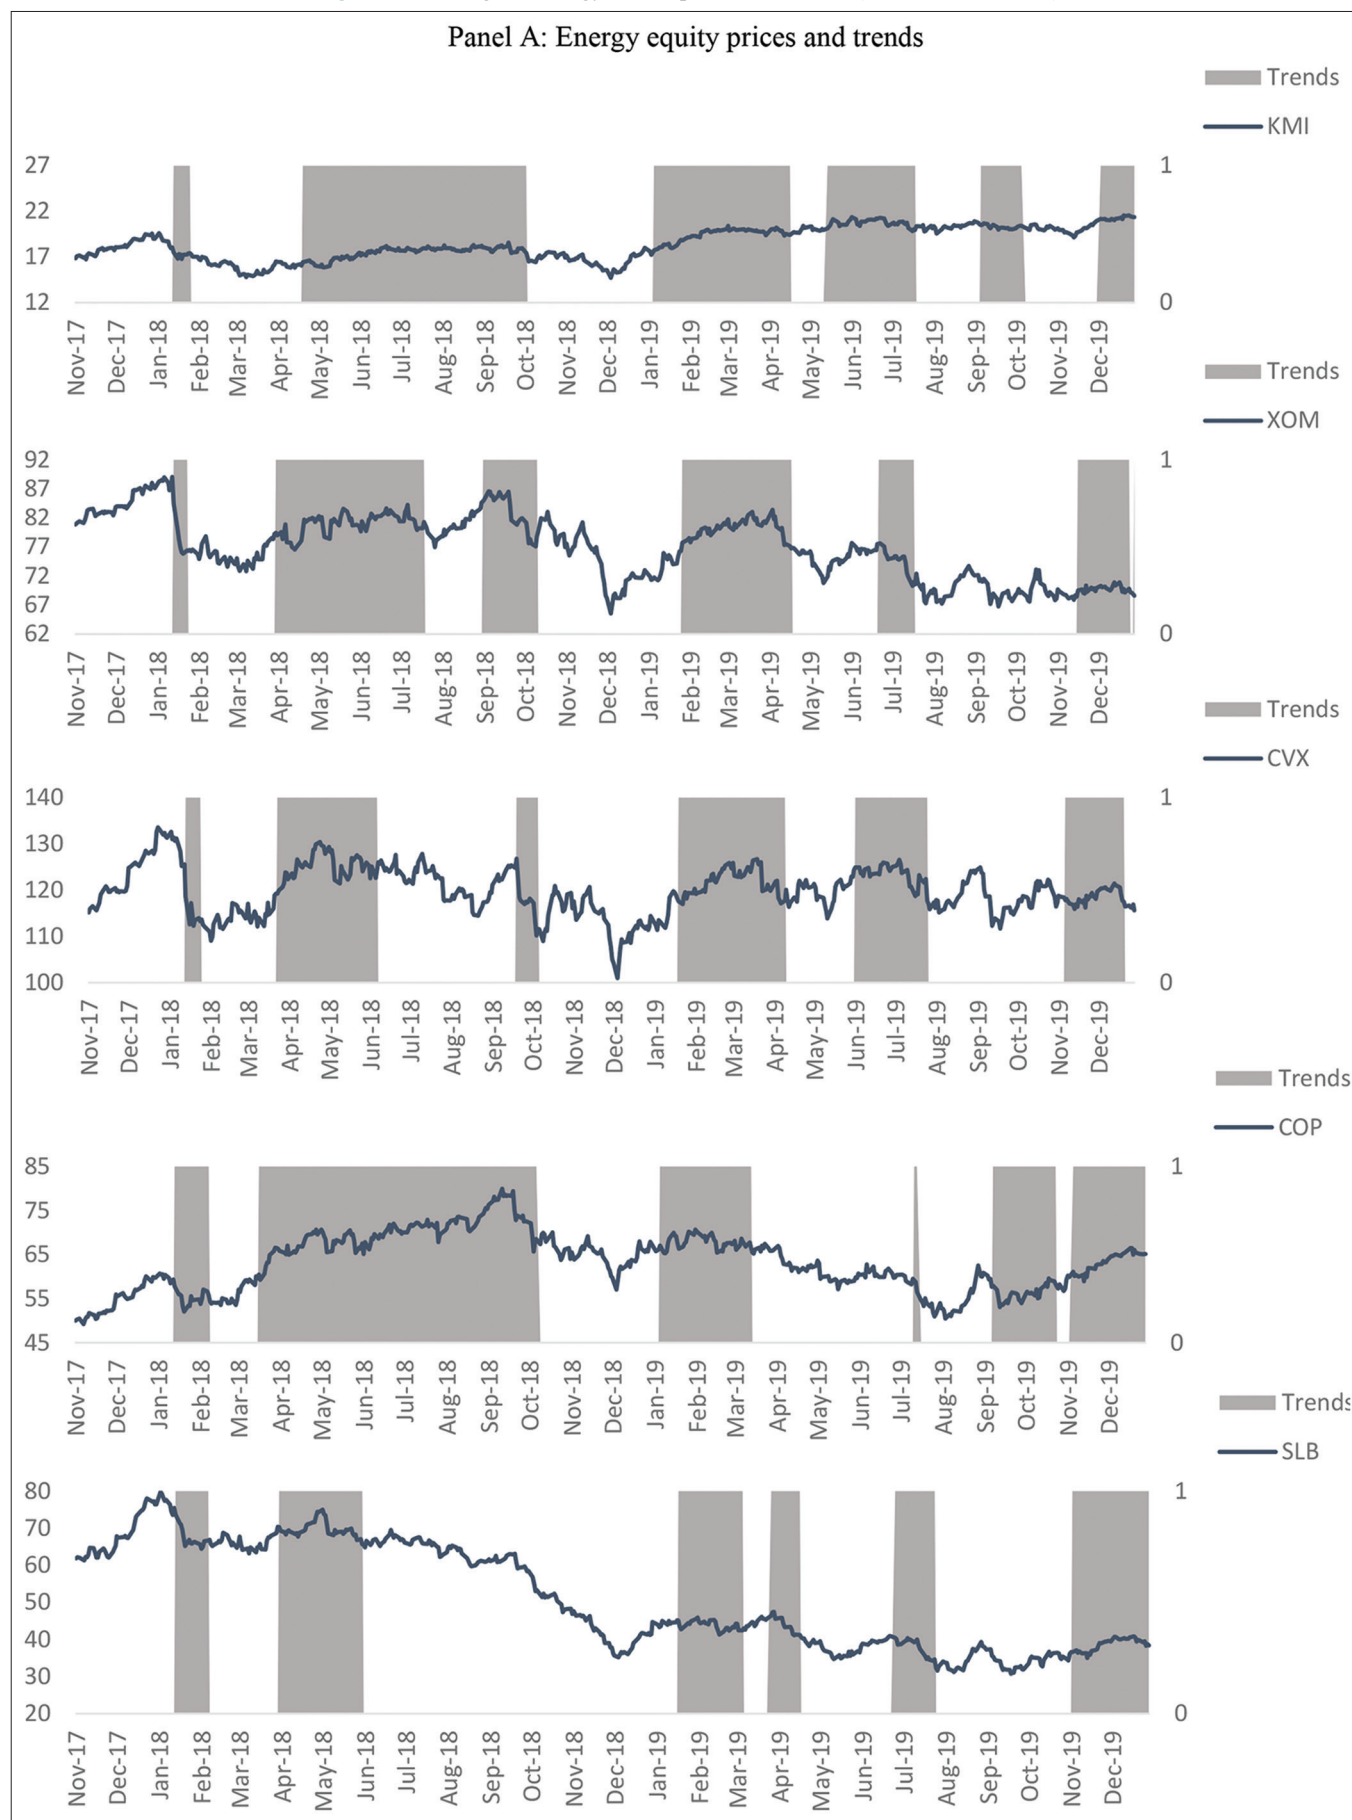 Panel A: Energy equity prices and trends
Trends
KMI
27
22
17
12
1
0
Nov-17 Dec-17 Jan-18 Feb-18 Mar-18 Apr-18 May-18 Jun-18 Jul-18 Aug-18 Sep-18 Oct-18 Nov-18 Dec-18 Jan-19 Feb-19 Mar-19 Apr-19 May-19 Jun-19 Jul-19 Aug-19 Sep-19 Oct-19 Nov-19 Dec-19
Trends
XOM
92
87
82
77
72
67
62
1
0
Nov-17 Dec-17 Jan-18 Feb-18 Mar-18 Apr-18 May-18 Jun-18 Jul-18 Aug-18 Sep-18 Oct-18 Nov-18 Dec-18 Jan-19 Feb-19 Mar-19 Apr-19 May-19 Jun-19 Jul-19 Aug-19 Sep-19 Oct-19 Nov-19 Dec-19
Trends
CVX
140
130
120
110
100
1
0
Nov-17 Dec-17 Jan-18 Feb-18 Mar-18 Apr-18 May-18 Jun-18 Jul-18 Aug-18 Sep-18 Oct-18 Nov-18 Dec-18 Jan-19 Feb-19 Mar-19 Apr-19 May-19 Jun-19 Jul-19 Aug-19 Sep-19 Oct-19 Nov-19 Dec-19
Trends
COP
85
75
65
55
45
1
0
Nov-17 Dec-17 Jan-18 Feb-18 Mar-18 Apr-18 May-18 Jun-18 Jul-18 Aug-18 Sep-18 Oct-18 Nov-18 Dec-18 Jan-19 Feb-19 Mar-19 Apr-19 May-19 Jun-19 Jul-19 Aug-19 Sep-19 Oct-19 Nov-19 Dec-19
Trends
SLB
80
70
60
50
40
30
20
1
0
Nov-17 Dec-17 Jan-18 Feb-18 Mar-18 Apr-18 May-18 Jun-18 Jul-18 Aug-18 Sep-18 Oct-18 Nov-18 Dec-18 Jan-19 Feb-19 Mar-19 Apr-19 May-19 Jun-19 Jul-19 Aug-19 Sep-19 Oct-19 Nov-19 Dec-19